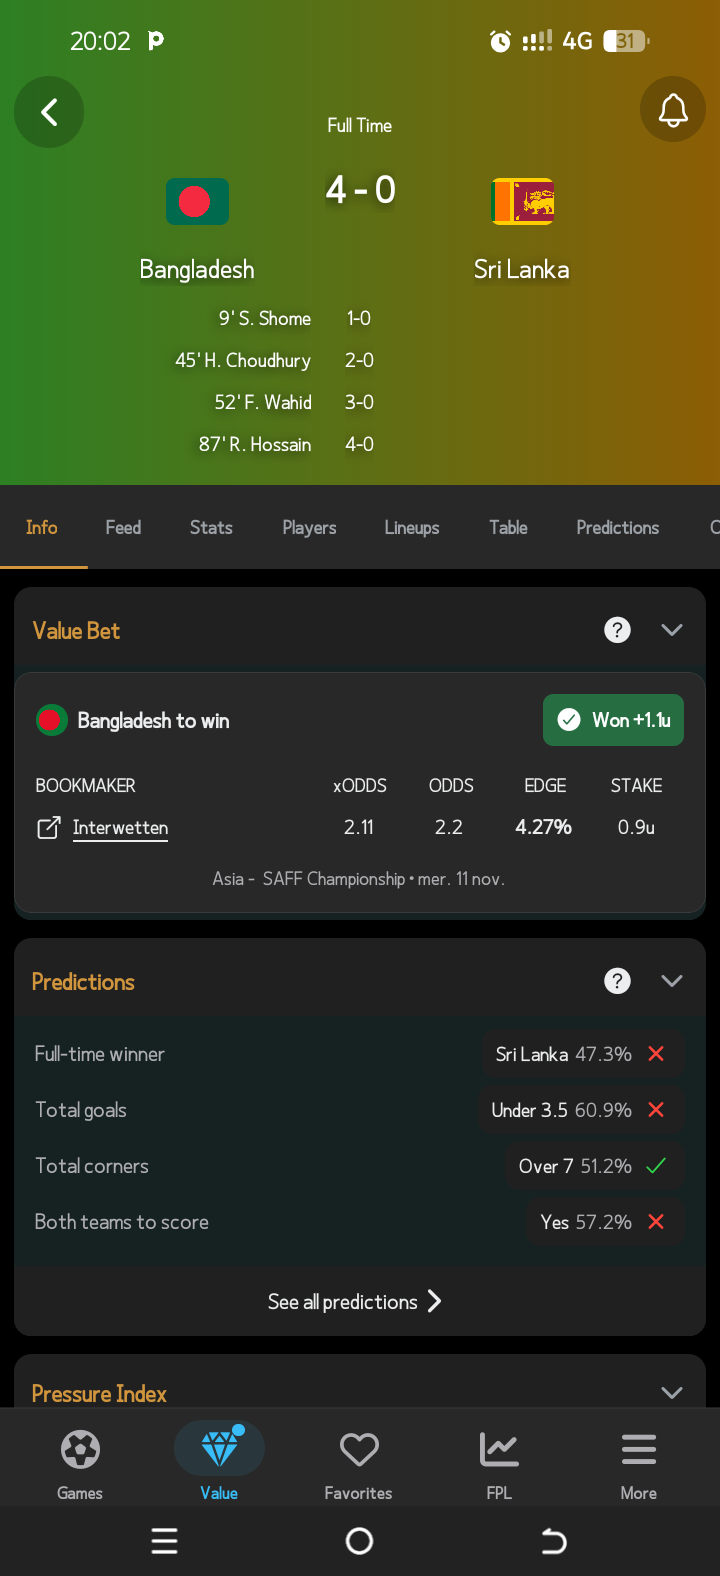 20:02 4G 31
Full Time
4 - 0
Bangladesh Sri Lanka
9' S. Shome 1-0
45' H. Choudhury 2-0
52' F. Wahid 3-0
87' R. Hossain 4-0
Info Feed Stats Players Lineups Table Predictions
Value Bet ?
Bangladesh to win Won +1.1u
BOOKMAKER xODDS ODDS EDGE STAKE
Interwetten 2.11 2.2 4.27% 0.9u
Asia - SAFF Championship • mer. 11 nov.
Predictions ?
Full-time winner Sri Lanka 47.3%
Total goals Under 3.5 60.9%
Total corners Over 7 51.2%
Both teams to score Yes 57.2%
See all predictions
Pressure Index
Games Value Favorites FPL More